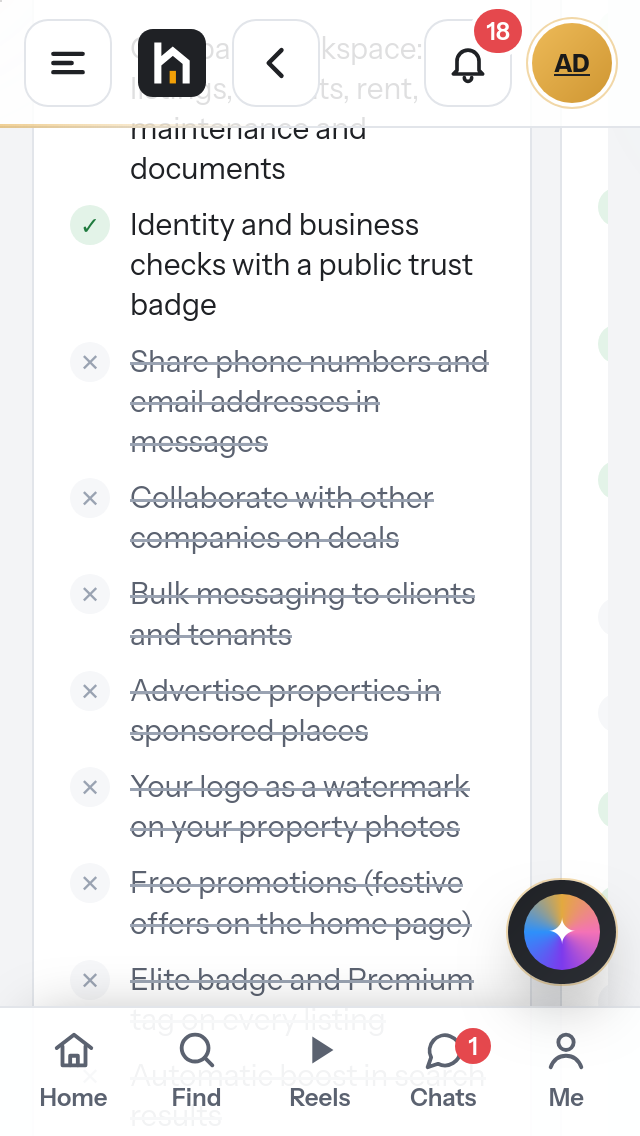 18
AD
maintenance and
documents
✓ Identity and business
checks with a public trust
badge
✕ Share phone numbers and
email addresses in
messages
✕ Collaborate with other
companies on deals
✕ Bulk messaging to clients
and tenants
✕ Advertise properties in
sponsored places
✕ Your logo as a watermark
on your property photos
✕ Free promotions (festive
offers on the home page)
✕ Elite badge and Premium
tag on every listing
Automatic boost in search
results
1
Home Find Reels Chats Me